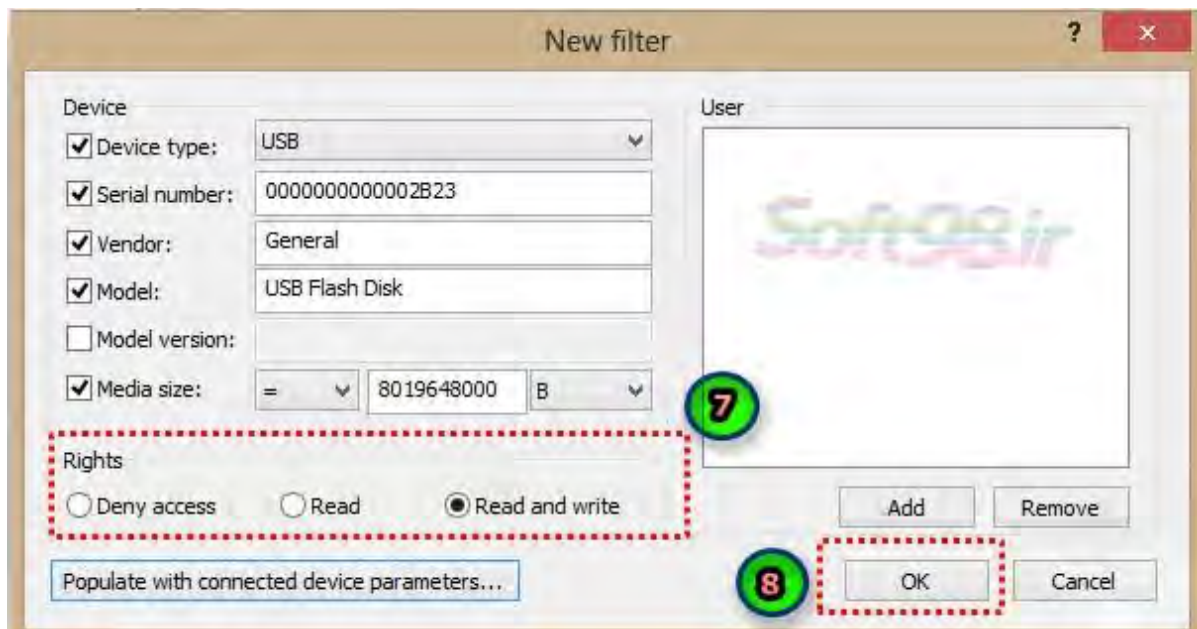 New filter
?
Device
Device type:
USB
Serial number:
0000000000002B23
Vendor:
General
Model:
USB Flash Disk
Model version:
Media size:
=
8019648000
B
Rights
Deny access
Read
Read and write
Populate with connected device parameters...
User
Soft98.ir
7
Add
Remove
8
OK
Cancel